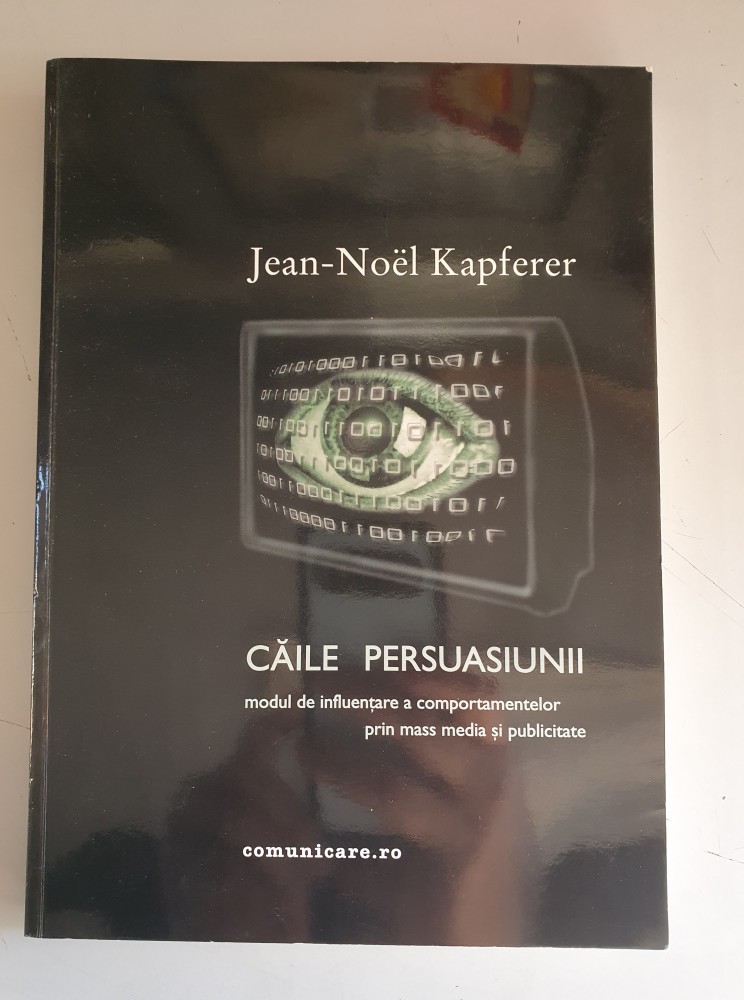 Jean-Noël Kapferer
CĂILE PERSUASIUNII
modul de influențare a comportamentelor
prin mass media și publicitate
comunicare.ro